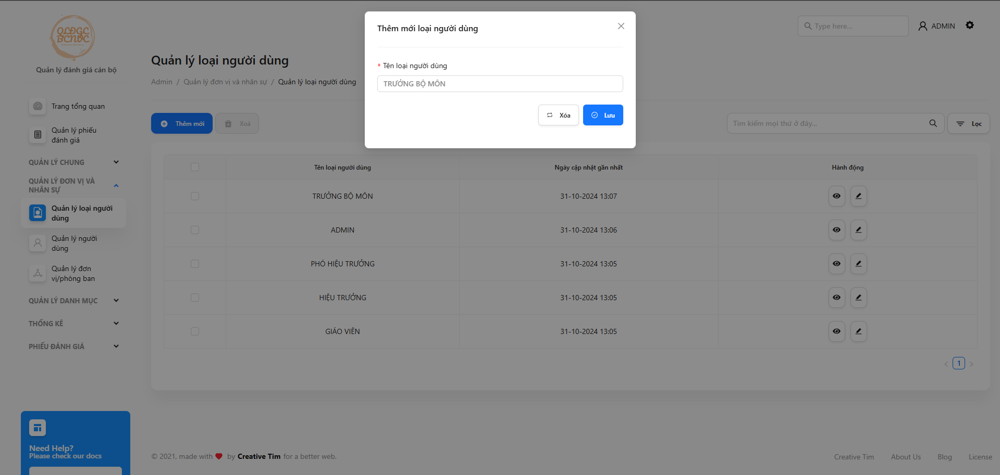 QLĐGC
BCNVC
Quản lý đánh giá cán bộ
Trang tổng quan
Quản lý phiếu
đánh giá
QUẢN LÝ CHUNG
QUẢN LÝ ĐƠN VỊ VÀ
NHÂN SỰ
Quản lý loại người
dùng
Quản lý người
dùng
Quản lý đơn
vị/phòng ban
QUẢN LÝ DANH MỤC
THỐNG KÊ
PHIẾU ĐÁNH GIÁ
Need Help?
Please check our docs
Type here...
ADMIN
Quản lý loại người dùng
Admin / Quản lý đơn vị và nhân sự / Quản lý loại người dùng
Thêm mới loại người dùng
* Tên loại người dùng
TRƯỞNG BỘ MÔN
Xóa Lưu
Thêm mới Xoá
Tìm kiếm mọi thứ ở đây...
Lọc
Tên loại người dùng Ngày cập nhật gần nhất Hành động
TRƯỞNG BỘ MÔN 31-10-2024 13:07
ADMIN 31-10-2024 13:06
PHÓ HIỆU TRƯỞNG 31-10-2024 13:05
HIỆU TRƯỞNG 31-10-2024 13:05
GIÁO VIÊN 31-10-2024 13:05
< 1 >
© 2021, made with ❤ by Creative Tim for a better web.
Creative Tim About Us Blog License